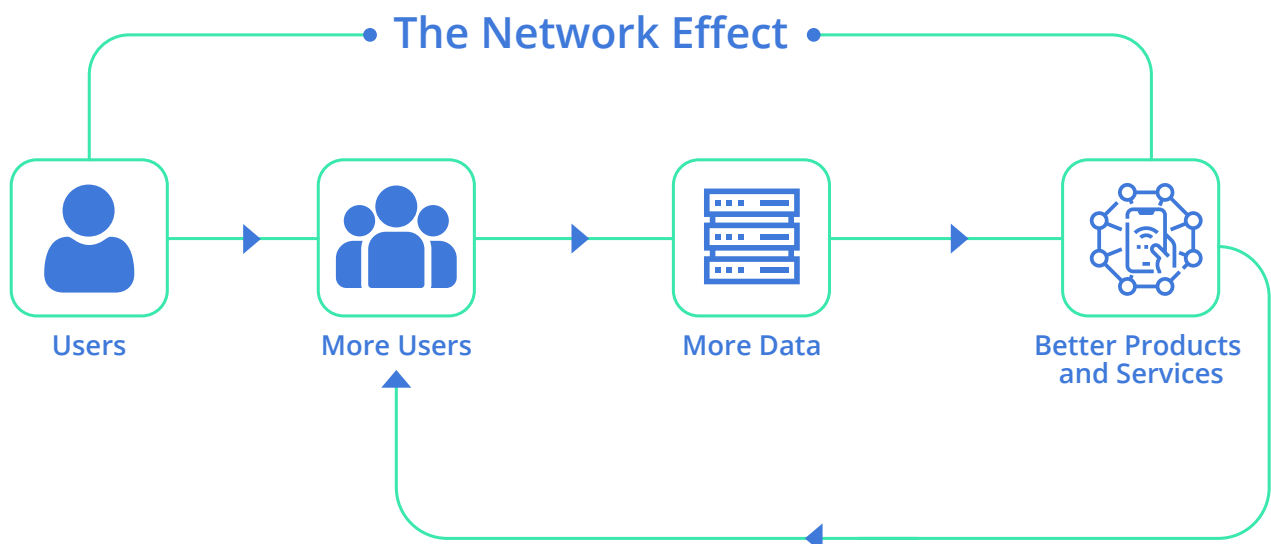 The Network Effect
Users
More Users
More Data
Better Products
and Services